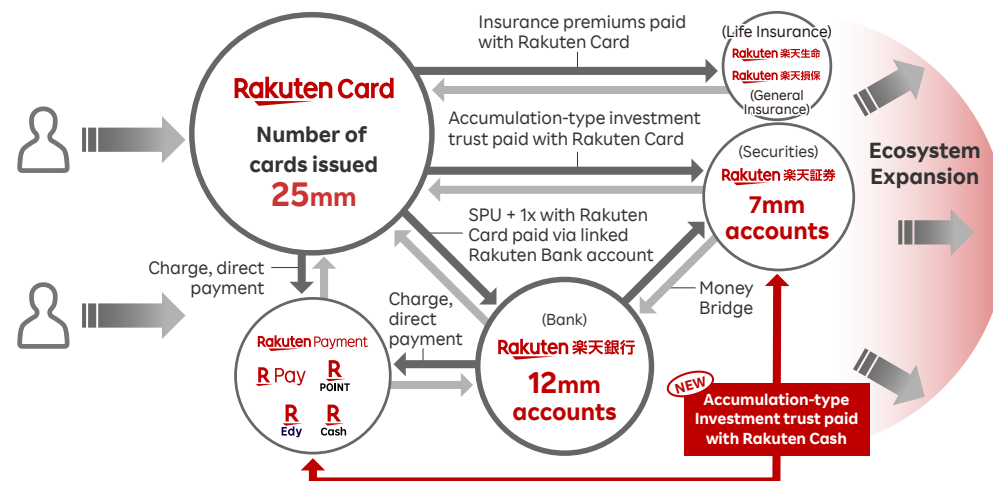 Rakuten Card
Number of
cards issued
25mm
Insurance premiums paid
with Rakuten Card
(Life Insurance)
Rakuten 楽天生命
Rakuten 楽天損保
(General
Insurance)
Accumulation-type investment
trust paid with Rakuten Card
(Securities)
Rakuten 楽天証券
7mm
accounts
Ecosystem
Expansion
SPU + 1x with Rakuten
Card paid via linked
Rakuten Bank account
Charge, direct
payment
Charge,
direct
payment
Money
Bridge
Rakuten Payment
R Pay
R
POINT
R
Edy
R
Cash
(Bank)
Rakuten 楽天銀行
12mm
accounts
NEW
Accumulation-type
Investment trust paid
with Rakuten Cash